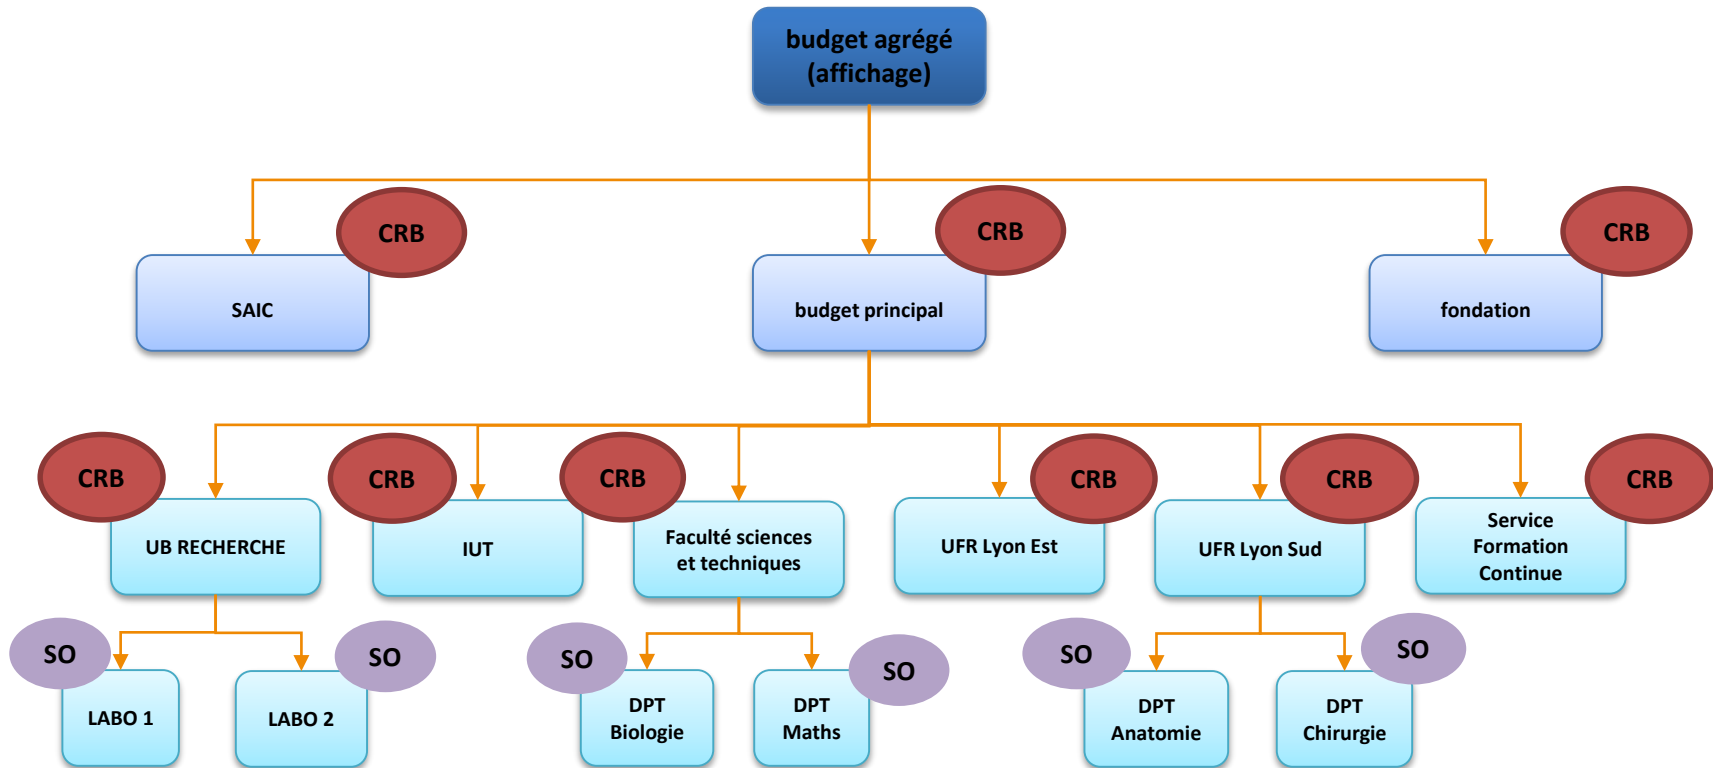 budget agrégé
(affichage)
CRB
CRB
CRB
SAIC
budget principal
fondation
CRB
CRB
CRB
CRB
CRB
CRB
UB RECHERCHE
IUT
Faculté sciences
et techniques
UFR Lyon Est
UFR Lyon Sud
Service
Formation
Continue
SO
SO
SO
SO
SO
SO
LABO 1
LABO 2
DPT
Biologie
DPT
Maths
DPT
Anatomie
DPT
Chirurgie